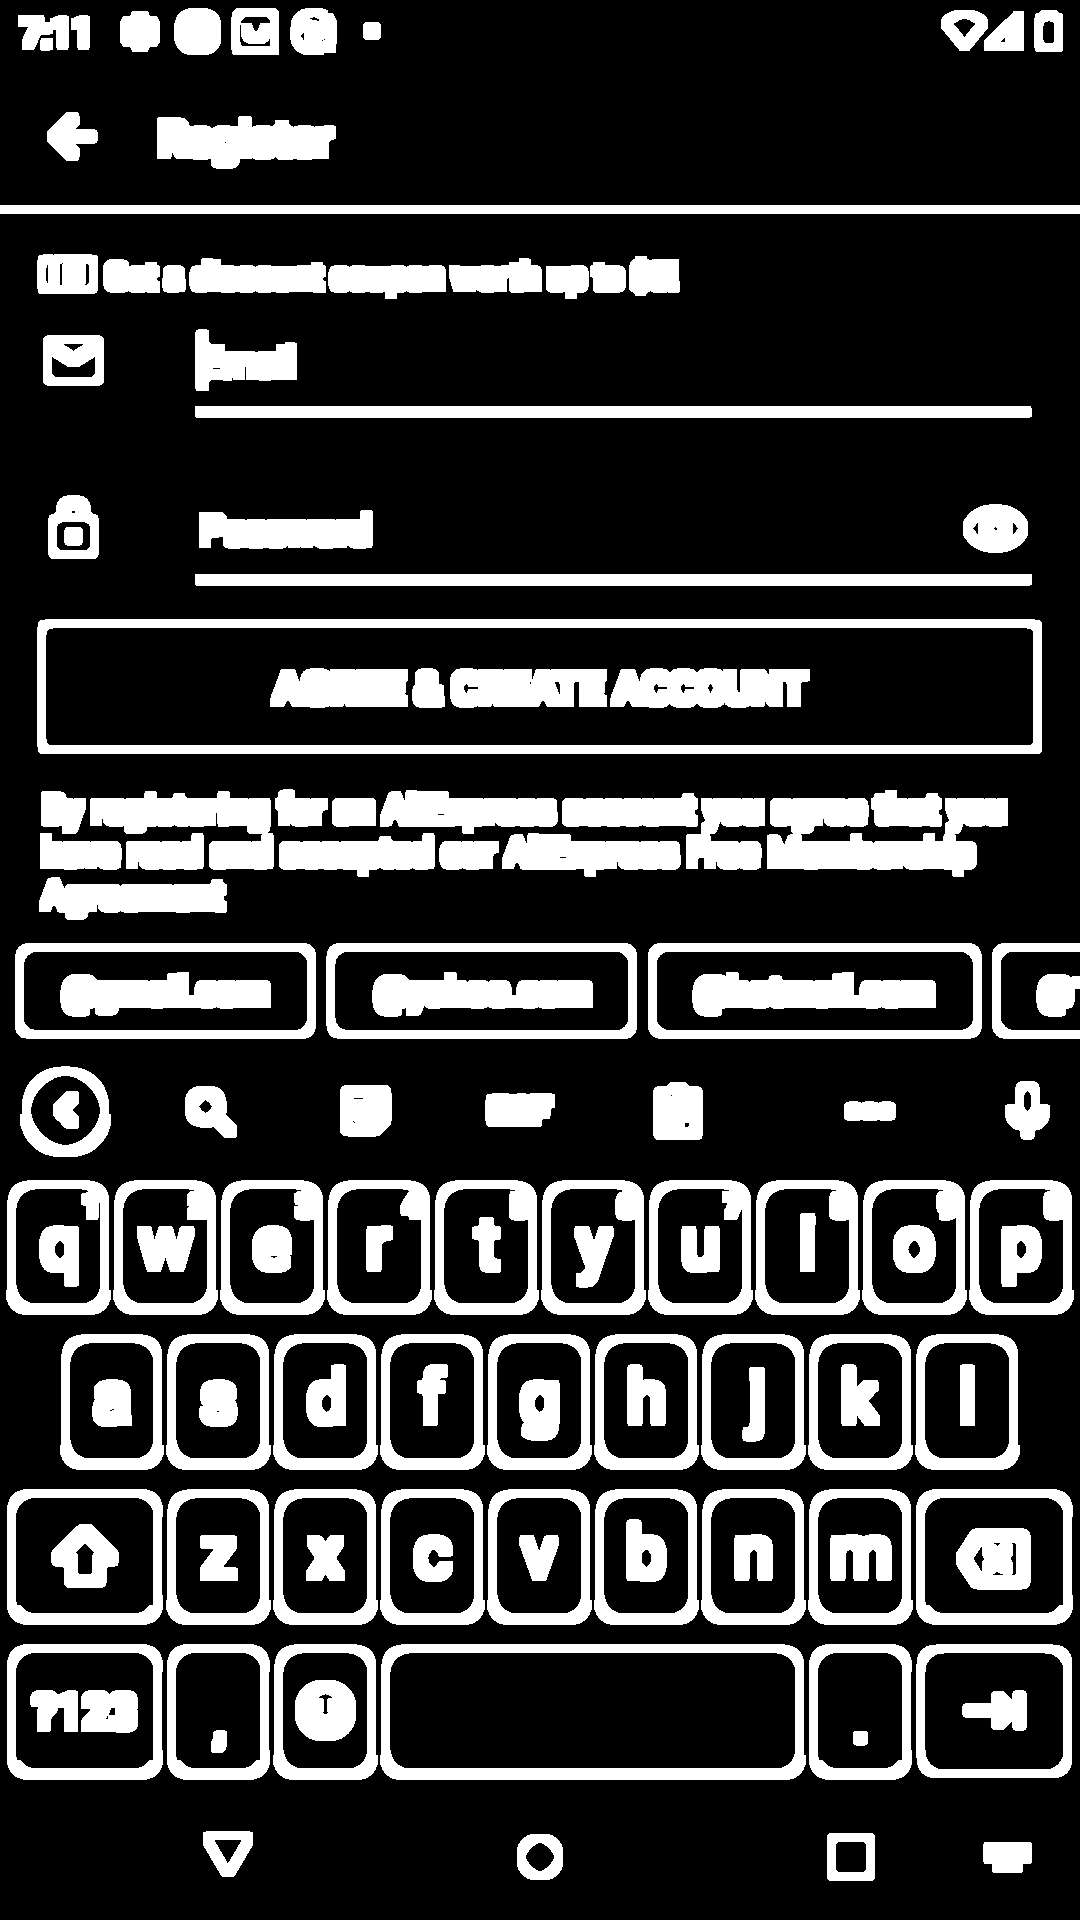 7:11
Register
Get a discount coupon worth up to
Email
Password
AGREE & CREATE ACCOUNT
By registering for an AliExpress account you agree that you
have read and accepted our AliExpress Free Membership
Agreement
@gmail.com @yahoo.com @hotmail.com
GIF
1 2 3 4 5 6 7 8 9 0
q w e r t y u i o p
a s d f g h j k l
z x c v b n m
?123 , .